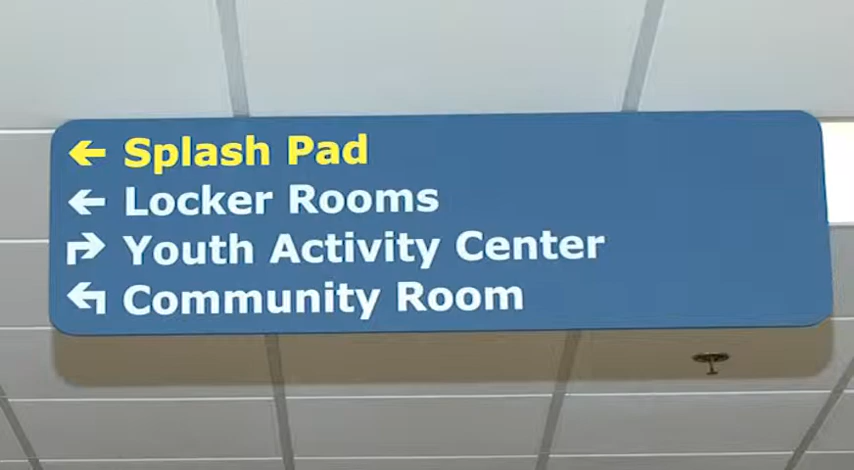 ← Splash Pad
← Locker Rooms
↱ Youth Activity Center
↰ Community Room